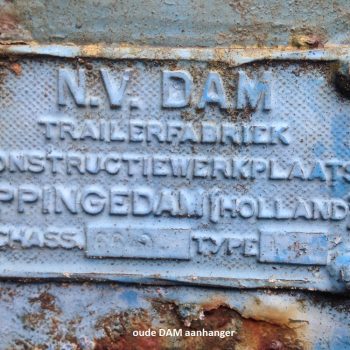 N.V. DAM
TRAILERFABRIEK
ONSTRUCTIEWERKPLAATS
PPINGEDAM (HOLLAND
CHASS. TYPE
oude DAM aanhanger